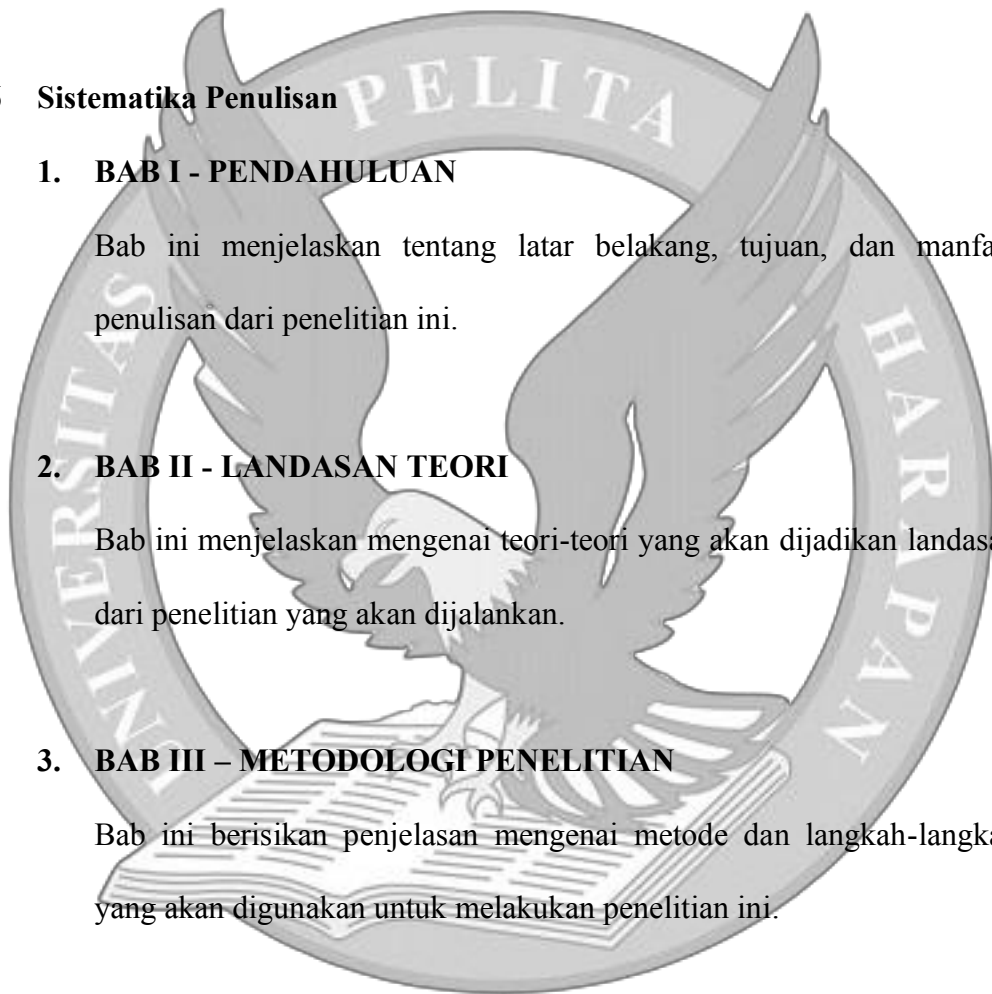 Sistematika Penulisan
1. BAB I - PENDAHULUAN
Bab ini menjelaskan tentang latar belakang, tujuan, dan
penulisan dari penelitian ini.
2. BAB II - LANDASAN TEORI
Bab ini menjelaskan mengenai teori-teori yang akan dijadikan
dari penelitian yang akan dijalankan.
3. BAB III – METODOLOGI PENELITIAN
Bab ini berisikan penjelasan mengenai metode dan
yang akan digunakan untuk melakukan penelitian ini.
UNIVERSITAS PELITA HARAPAN